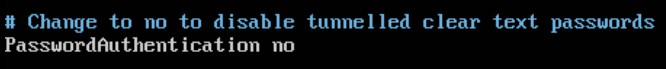 # Change to no to disable tunnelled clear text passwords
PasswordAuthentication no